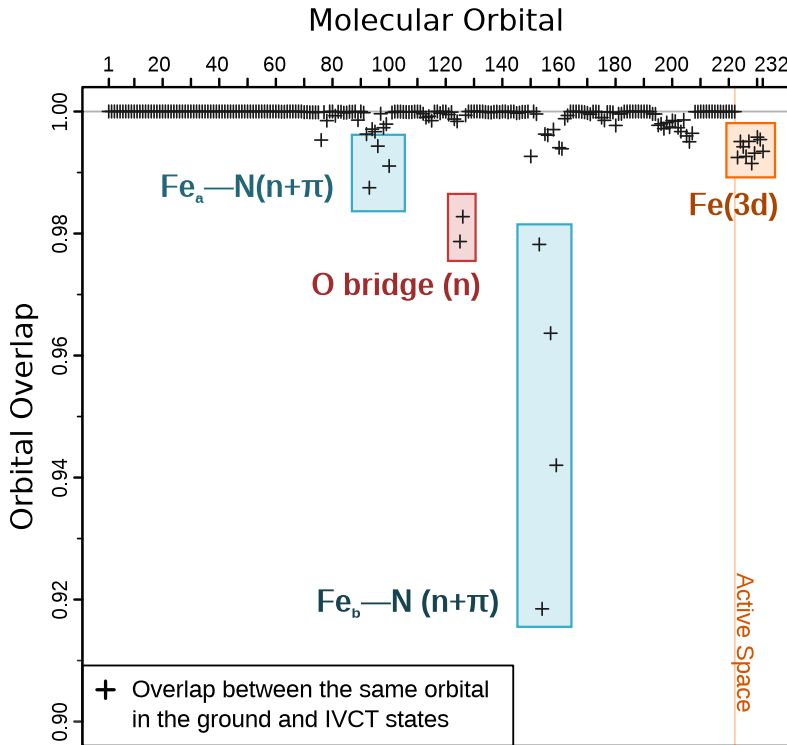 Molecular Orbital
1 20 40 60 80 100 120 140 160 180 200 220 232
1.00
0.98
0.96
0.94
0.92
0.90
Orbital Overlap
Feₐ—N(n+π)
Fe(3d)
O bridge (n)
Fe_b—N (n+π)
Active Space
Overlap between the same orbital
in the ground and IVCT states